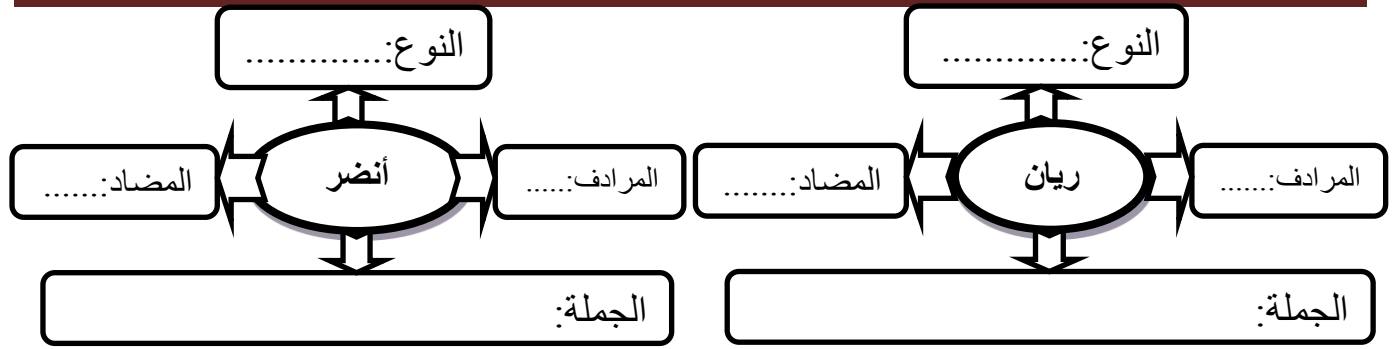 النوع:..............
النوع:..............
المرادف:......
ريان
المضاد:.......
المرادف:.....
أنضر
المضاد:......
الجملة:
الجملة: